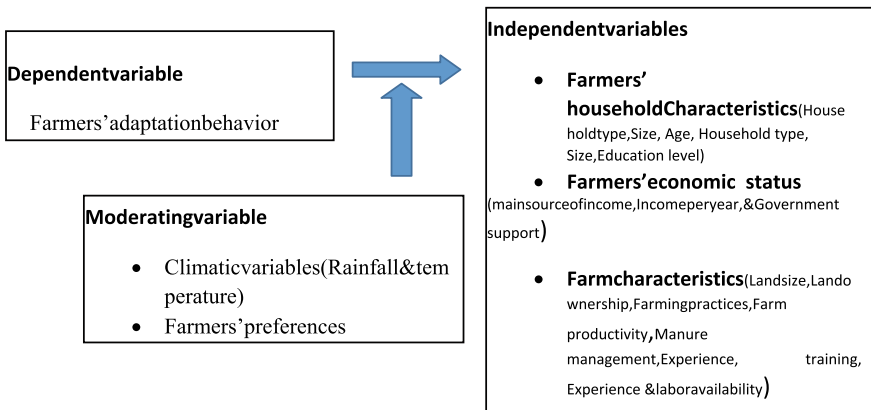 Dependentvariable
Farmers’adaptationbehavior
Moderatingvariable
• Climaticvariables(Rainfall&tem
perature)
• Farmers’preferences
Independentvariables
• Farmers’
householdCharacteristics(House
holdtype,Size, Age, Household type,
Size,Education level)
• Farmers’economic status
(mainsourceofincome,Incomeperyear,&Government
support)
• Farmcharacteristics(Landsize,Lando
wnership,Farmingpractices,Farm
productivity,Manure
management,Experience, training,
Experience &laboravailability)